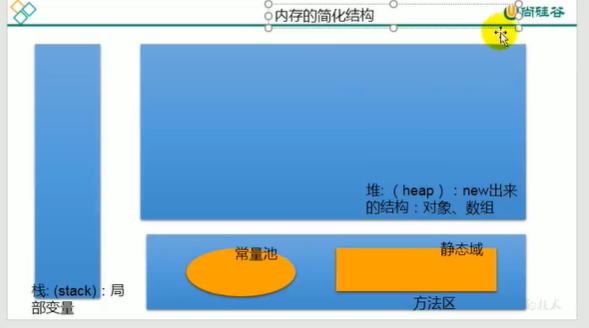 内存的简化结构
尚硅谷
堆:（heap）: new出来
的结构：对象、数组
常量池
静态域
栈: (stack)：局
部变量
方法区